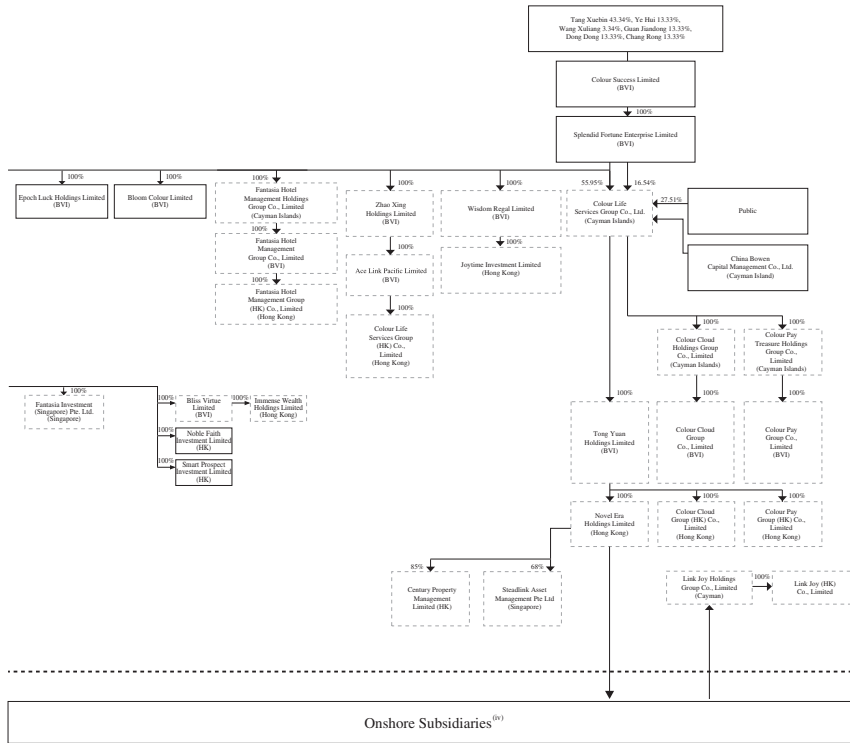 Tang Xuebin 43.34%, Ye Hui 13.33%,
Wang Xuliang 3.34%, Guan Jiandong 13.33%,
Dong Dong 13.33%, Chang Rong 13.33%
Colour Success Limited
(BVI)
100%
Splendid Fortune Enterprise Limited
(BVI)
100%
Epoch Luck Holdings Limited
(BVI)
100%
Bloom Colour Limited
(BVI)
100%
Fantasia Hotel
Management Holdings
Group Co., Limited
(Cayman Islands)
100%
Fantasia Hotel
Management
Group Co., Limited
(BVI)
100%
Fantasia Hotel
Management Group
(HK) Co., Limited
(Hong Kong)
100%
Zhao Xing
Holdings Limited
(BVI)
100%
Ace Link Pacific Limited
(BVI)
100%
Colour Life
Services Group
(HK) Co.,
Limited
(Hong Kong)
100%
Wisdom Regal Limited
(BVI)
100%
Joytime Investment Limited
(Hong Kong)
55.95%
16.54%
Colour Life
Services Group Co., Ltd.
(Cayman Islands)
27.51%
Public
China Bowen
Capital Management Co., Ltd.
(Cayman Island)
100%
Colour Cloud
Holdings Group
Co., Limited
(Cayman Islands)
100%
Colour Pay
Treasure Holdings
Group Co.,
Limited
(Cayman Islands)
100%
Fantasia Investment
(Singapore) Pte. Ltd.
(Singapore)
100%
Bliss Virtue
Limited
(BVI)
100%
Immense Wealth
Holdings Limited
(Hong Kong)
100%
Noble Faith
Investment Limited
(HK)
100%
Smart Prospect
Investment Limited
(HK)
100%
Tong Yuan
Holdings Limited
(BVI)
100%
Colour Cloud
Group
Co., Limited
(BVI)
100%
Colour Pay
Group Co.,
Limited
(BVI)
100%
Novel Era
Holdings Limited
(Hong Kong)
100%
Colour Cloud
Group (HK) Co.,
Limited
(Hong Kong)
100%
Colour Pay
Group (HK) Co.,
Limited
(Hong Kong)
85%
Century Property
Management
Limited (HK)
68%
Steadlink Asset
Management Pte Ltd
(Singapore)
Link Joy Holdings
Group Co., Limited
(Cayman)
100%
Link Joy (HK)
Co., Limited
Onshore Subsidiaries(iv)